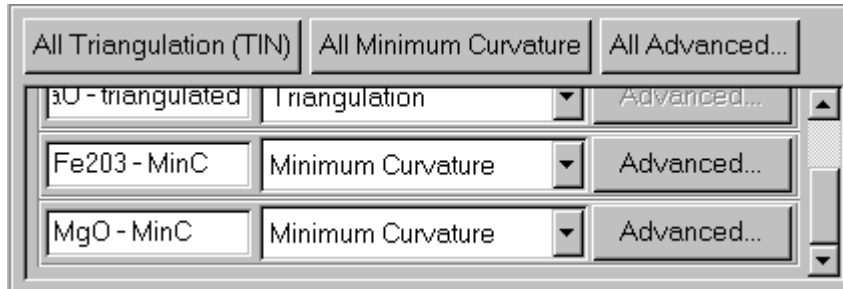 All Triangulation (TIN) All Minimum Curvature All Advanced...
aO - triangulated Triangulation Advanced...
Fe203 - MinC Minimum Curvature Advanced...
MgO - MinC Minimum Curvature Advanced...